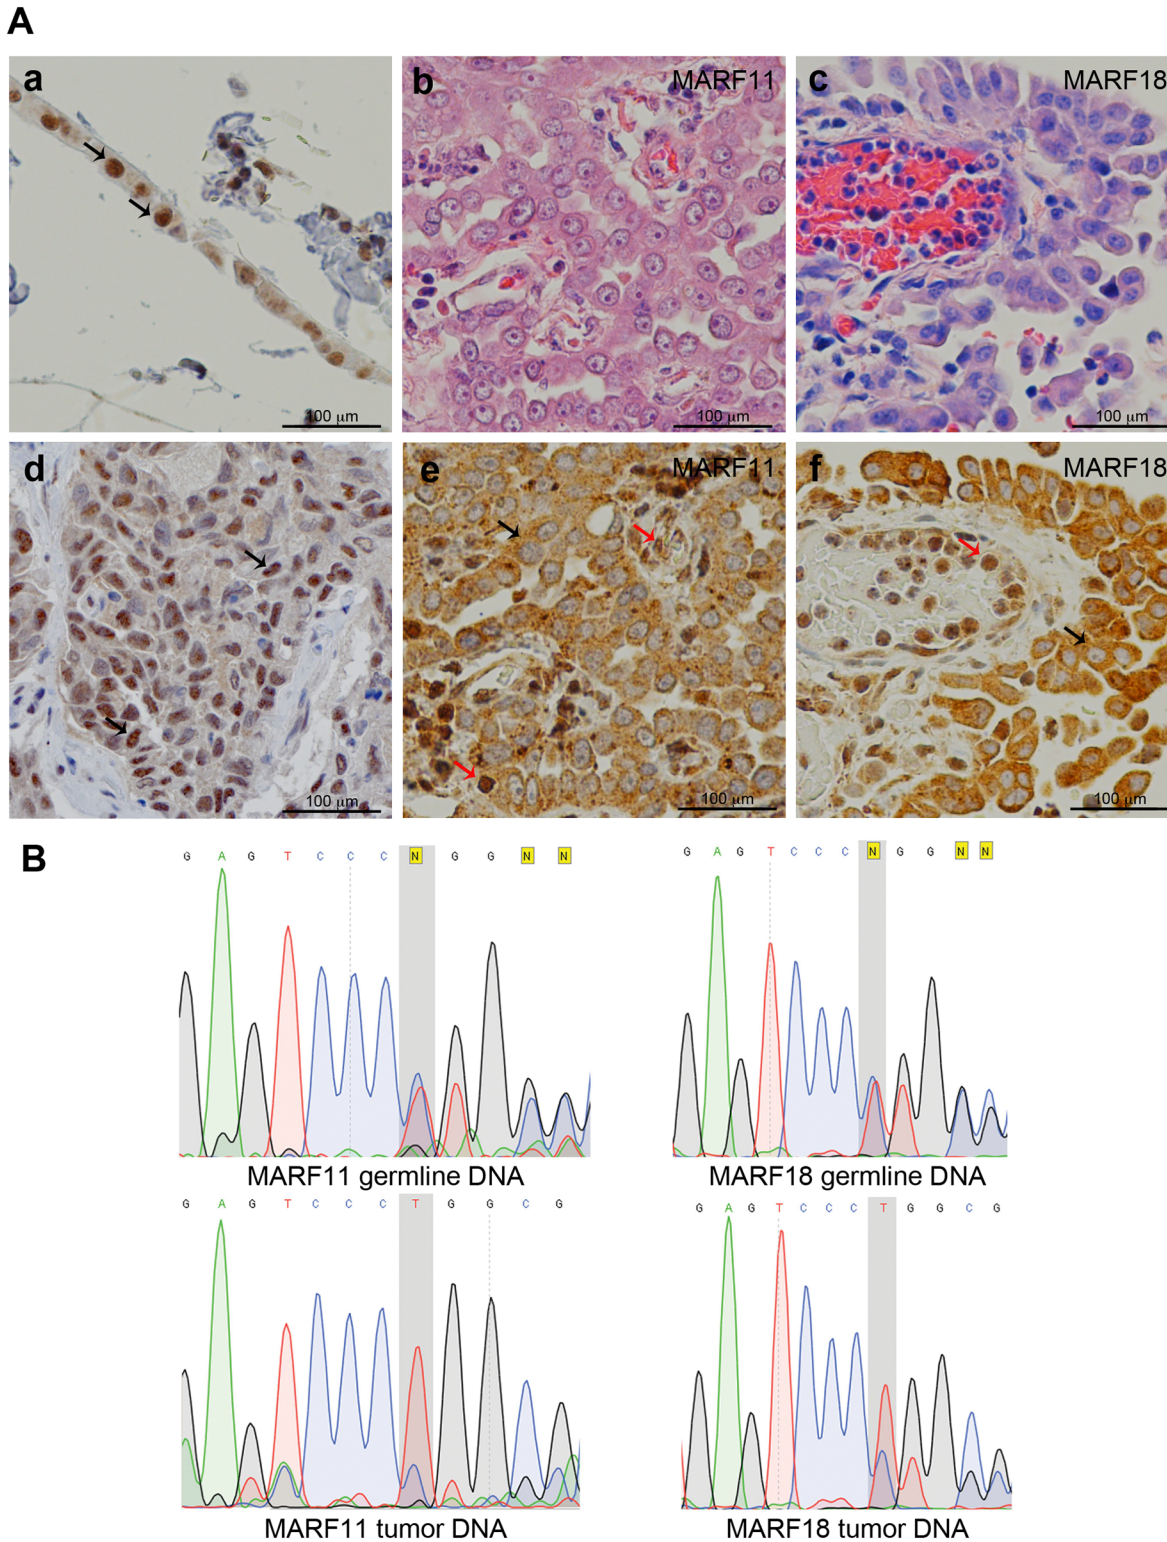 A
a
b
MARF11
c
MARF18
100 μm
100 μm
100 μm
d
e
MARF11
f
MARF18
100 μm
100 μm
100 μm
B
G A G T C C C N G G N N
G A G T C C C N G G N N
MARF11 germline DNA
MARF18 germline DNA
G A G T C C C T G G C G
G A G T C C C T G G C G
MARF11 tumor DNA
MARF18 tumor DNA